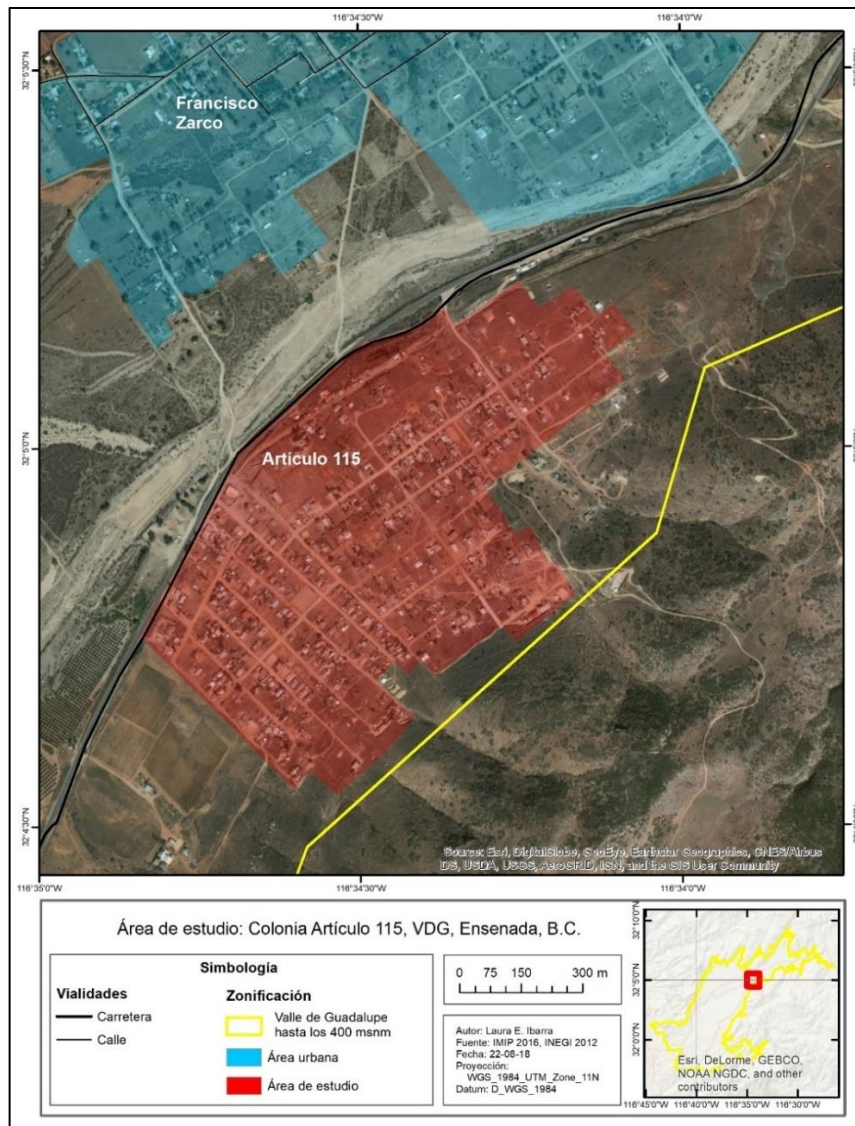 116°34'30"W
116°34'0"W
32°5'30"N
Francisco
Zarco
32°5'0"N
Artículo 115
32°4'30"N
Source: Esri, DigitalGlobe, GeoEye, Earthstar Geographics, CNES/Airbus
DS, USDA, USGS, AeroGRID, IGN, and the GIS User Community
116°35'0"W
116°34'30"W
116°34'0"W
Área de estudio: Colonia Artículo 115, VDG, Ensenada, B.C.
Simbología
Vialidades
Carretera
Calle
Zonificación
Valle de Guadalupe
hasta los 400 msnm
Área urbana
Área de estudio
0 75 150 300 m
Autor: Laura E. Ibarra
Fuente: IMIP 2016, INEGI 2012
Fecha: 22-08-18
Proyección:
WGS_1984_UTM_Zone_11N
Datum: D_WGS_1984
32°10'0"N
32°5'0"N
32°0'0"N
Esri, DeLorme, GEBCO,
NOAA NGDC, and other
contributors
116°45'0"W 116°40'0"W 116°35'0"W 116°30'0"W